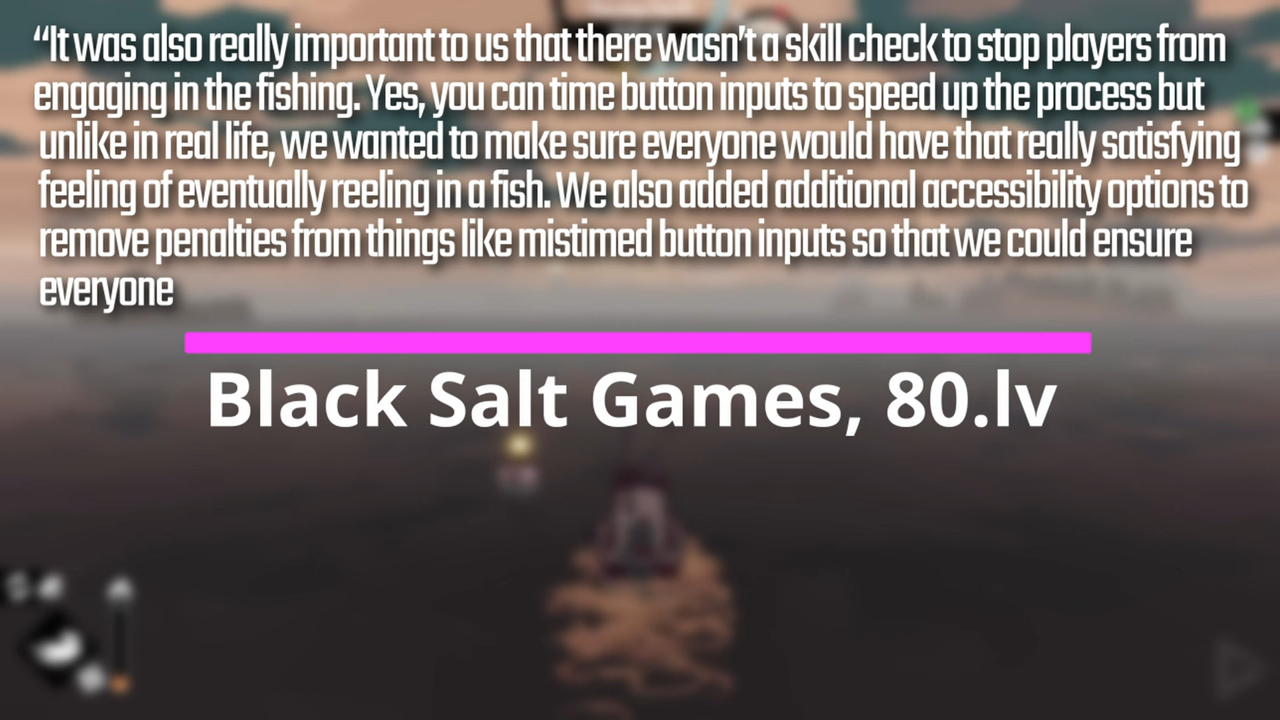 “It was also really important to us that there wasn’t a skill check to stop players from
engaging in the fishing. Yes, you can time button inputs to speed up the process but
unlike in real life, we wanted to make sure everyone would have that really satisfying
feeling of eventually reeling in a fish. We also added additional accessibility options to
remove penalties from things like mistimed button inputs so that we could ensure
everyone
Black Salt Games, 80.lv